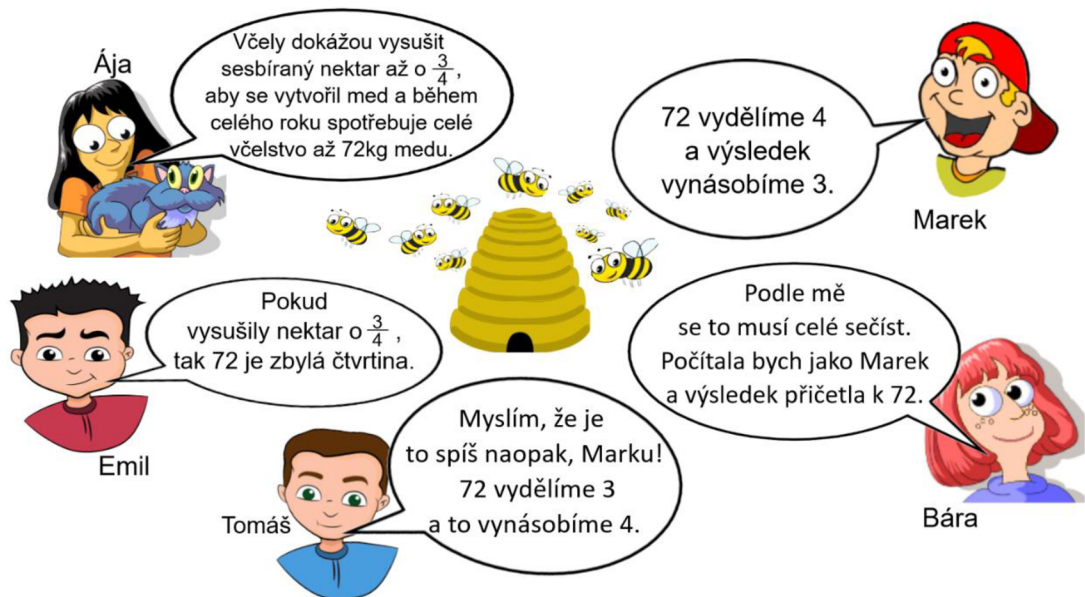 Ája
Včely dokážou vysušit
sesbíraný nektar až o 3/4,
aby se vytvořil med a během
celého roku spotřebuje celé
včelstvo až 72kg medu.
72 vydělíme 4
a výsledek
vynásobíme 3.
Marek
Pokud
vysušily nektar o 3/4 ,
tak 72 je zbylá čtvrtina.
Emil
Podle mě
se to musí celé sečíst.
Počítala bych jako Marek
a výsledek přičetla k 72.
Bára
Myslím, že je
to spíš naopak, Marku!
72 vydělíme 3
a to vynásobíme 4.
Tomáš